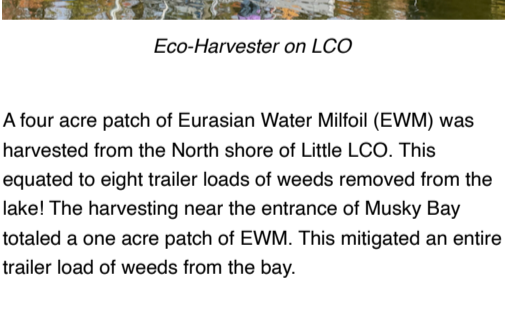 Eco-Harvester on LCO
A four acre patch of Eurasian Water Milfoil (EWM) was
harvested from the North shore of Little LCO. This
equated to eight trailer loads of weeds removed from the
lake! The harvesting near the entrance of Musky Bay
totaled a one acre patch of EWM. This mitigated an entire
trailer load of weeds from the bay.